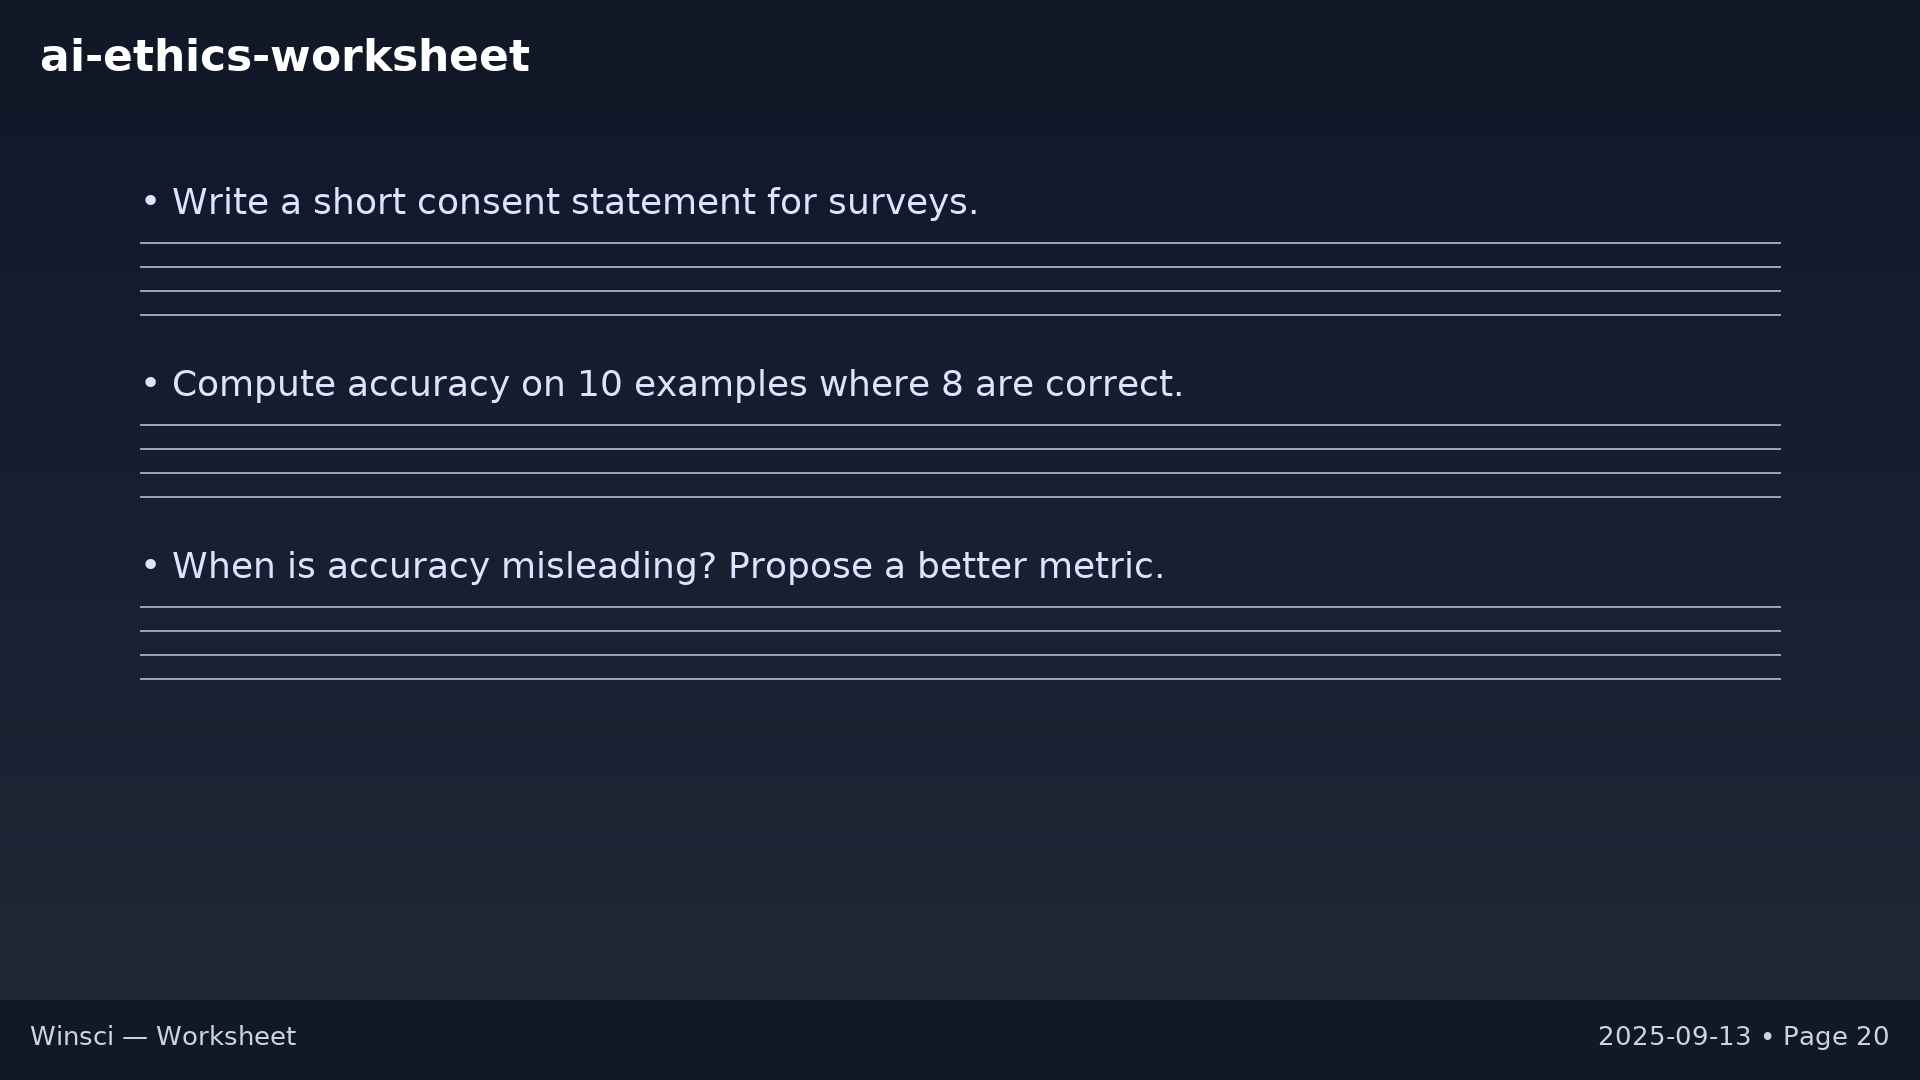 ai-ethics-worksheet
• Write a short consent statement for surveys.
• Compute accuracy on 10 examples where 8 are correct.
• When is accuracy misleading? Propose a better metric.
Winsci — Worksheet
2025-09-13 • Page 20